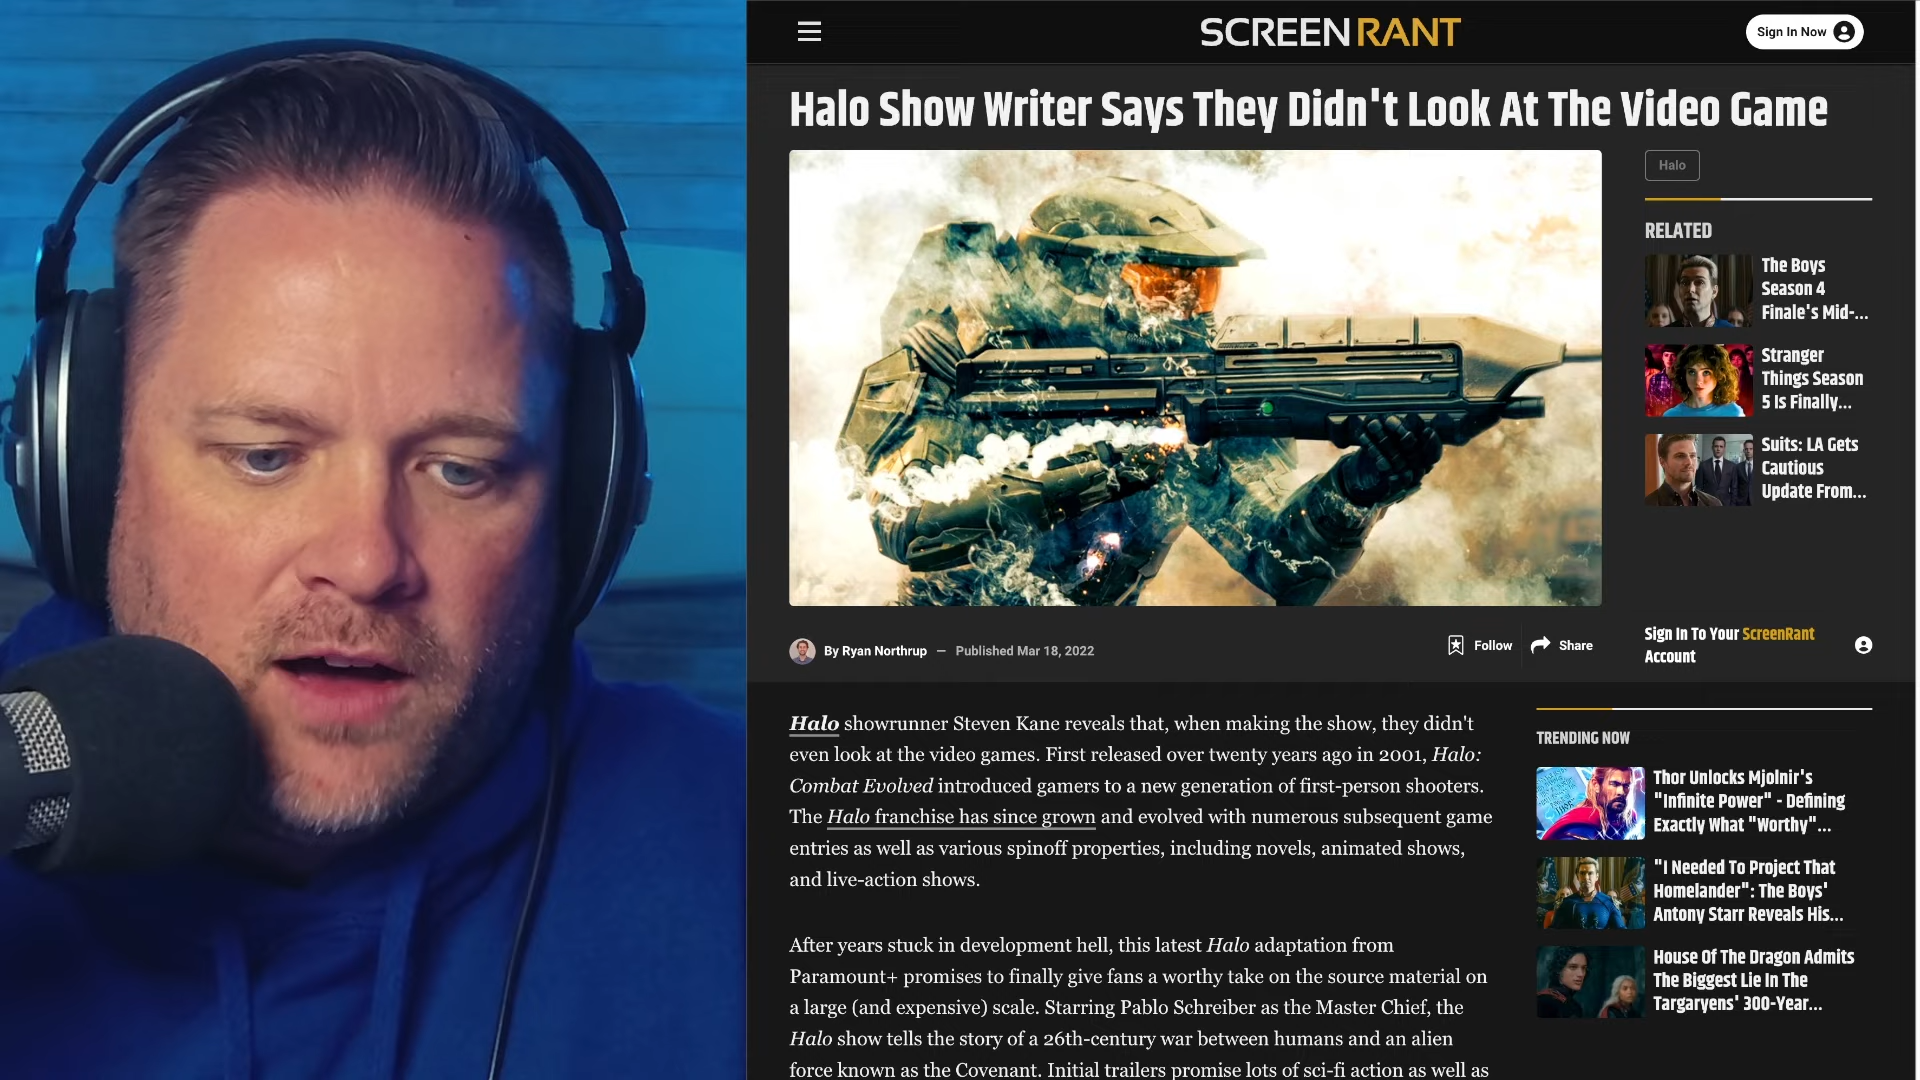 SCREENRANT
Sign In Now
Halo Show Writer Says They Didn't Look At The Video Game
Halo
RELATED
The Boys
Season 4
Finale's Mid-...
Stranger
Things Season
5 Is Finally...
Suits: LA Gets
Cautious
Update From...
By Ryan Northrup — Published Mar 18, 2022
Follow
Share
Sign In To Your ScreenRant
Account
Halo showrunner Steven Kane reveals that, when making the show, they didn't
even look at the video games. First released over twenty years ago in 2001, Halo:
Combat Evolved introduced gamers to a new generation of first-person shooters.
The Halo franchise has since grown and evolved with numerous subsequent game
entries as well as various spinoff properties, including novels, animated shows,
and live-action shows.
After years stuck in development hell, this latest Halo adaptation from
Paramount+ promises to finally give fans a worthy take on the source material on
a large (and expensive) scale. Starring Pablo Schreiber as the Master Chief, the
Halo show tells the story of a 26th-century war between humans and an alien
force known as the Covenant. Initial trailers promise lots of sci-fi action as well as
TRENDING NOW
Thor Unlocks Mjolnir's
"Infinite Power" - Defining
Exactly What "Worthy"...
"I Needed To Project That
Homelander": The Boys'
Antony Starr Reveals His...
House Of The Dragon Admits
The Biggest Lie In The
Targaryens' 300-Year...